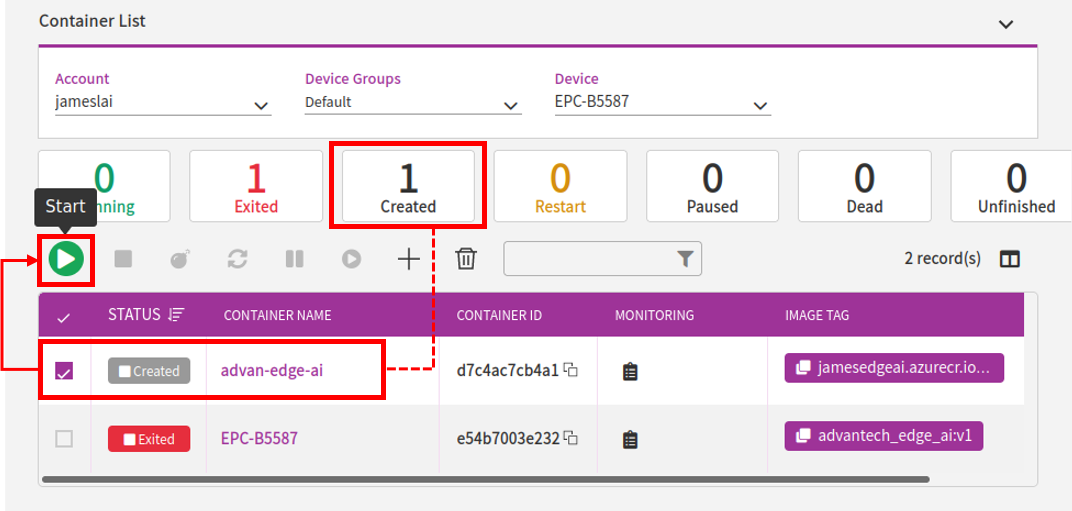 Container List
Account
Device Groups
Device
jameslai
Default
EPC-B5587
0
1
1
0
0
0
0
nning
Exited
Created
Restart
Paused
Dead
Unfinished
Start
2 record(s)
STATUS
CONTAINER NAME
CONTAINER ID
MONITORING
IMAGE TAG
Created
advan-edge-ai
d7c4ac7cb4a1
jamesedgeai.azurecr.io...
Exited
EPC-B5587
e54b7003e232
advantech_edge_ai:v1